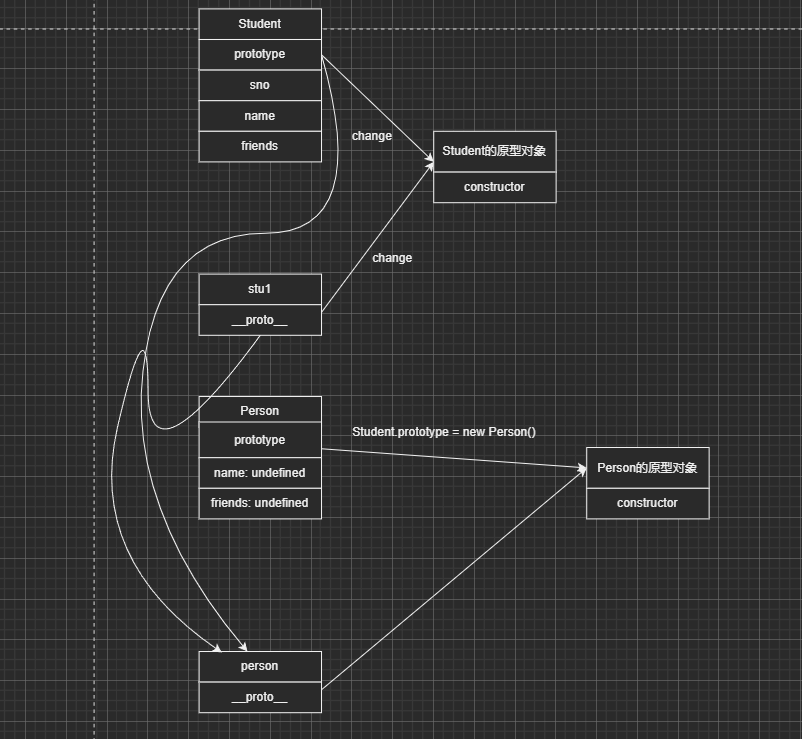 Student
prototype
sno
name
friends
change
Student的原型对象
constructor
change
stu1
__proto__
Person
prototype
name: undefined
friends: undefined
Student.prototype = new Person()
Person的原型对象
constructor
person
__proto__